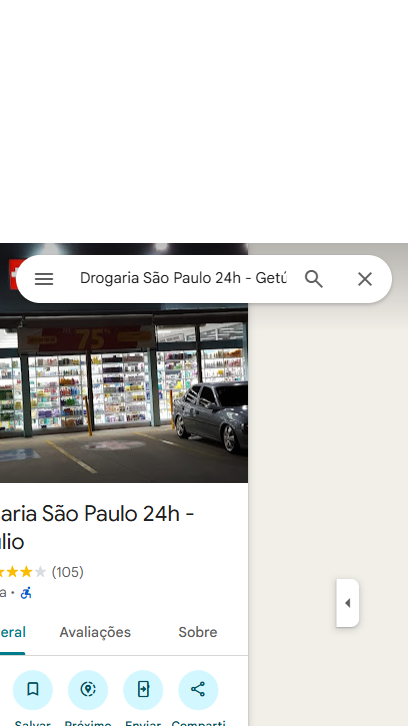 Drogaria São Paulo 24h - Getú
75
aria São Paulo 24h -
lio
(105)
a ·
eral
Avaliações
Sobre
Salvar
Próximo
Enviar
Comparti